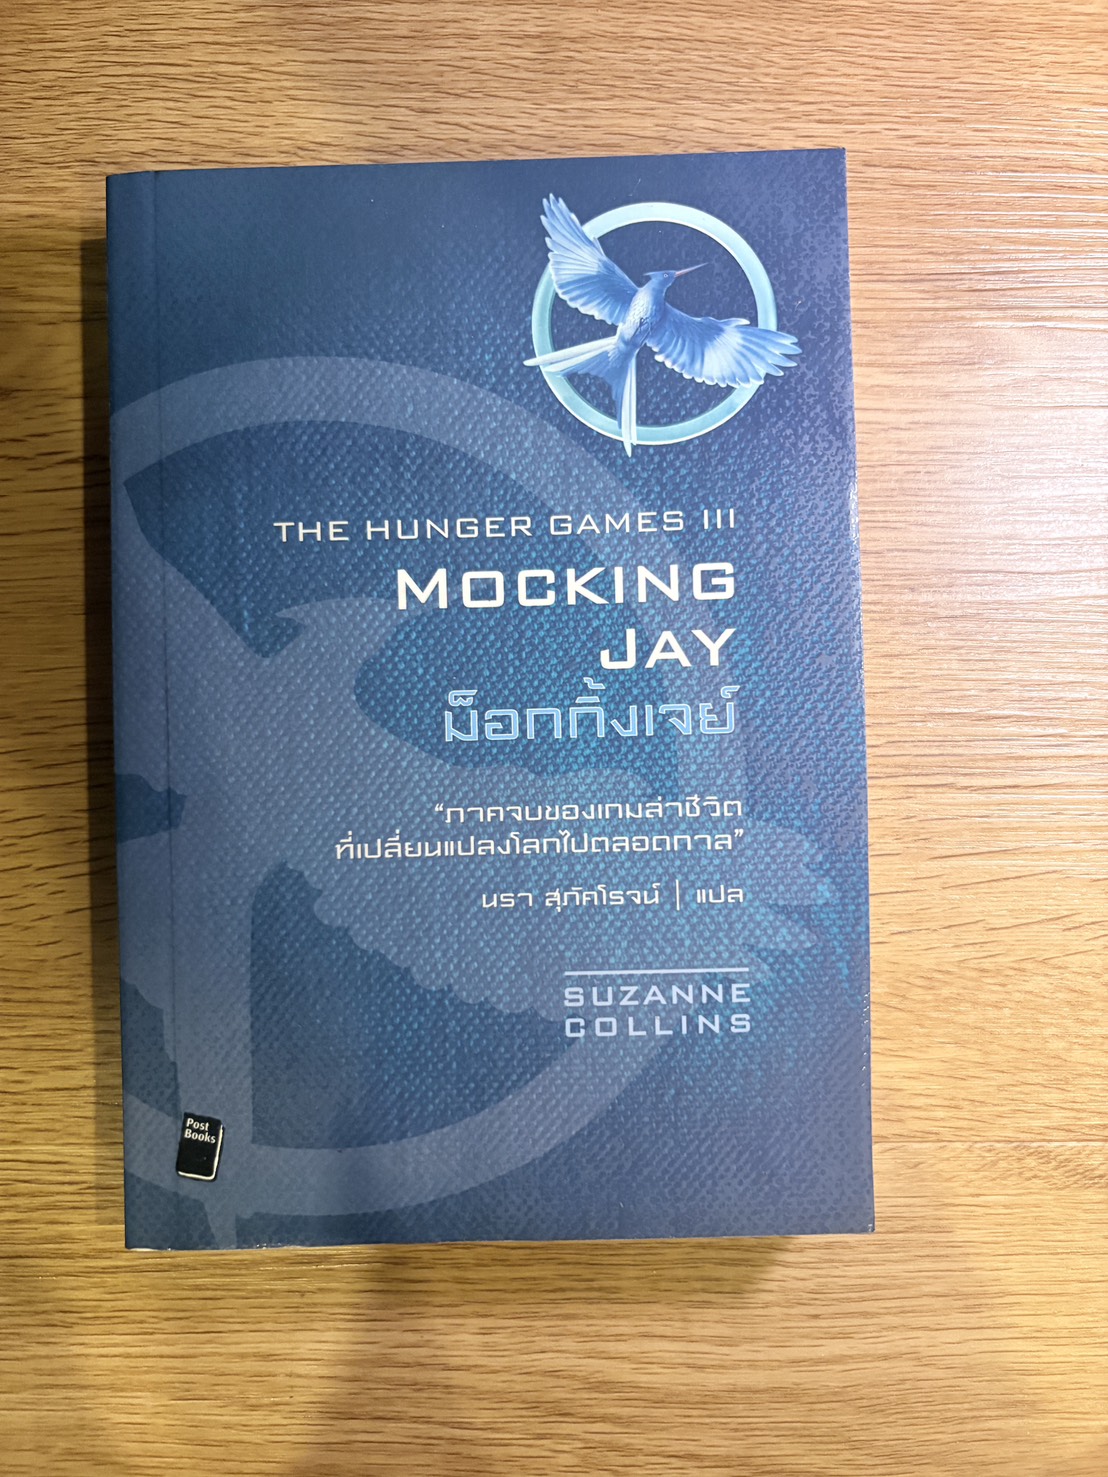 THE HUNGER GAMES III
MOCKING
JAY
ม็อกกิ้งเจย์
“ภาคจบของเกมล่าชีวิต
ที่เปลี่ยนแปลงโลกไปตลอดกาล”
นรา สุภัคโรจน์ | แปล
SUZANNE
COLLINS
Post
Books